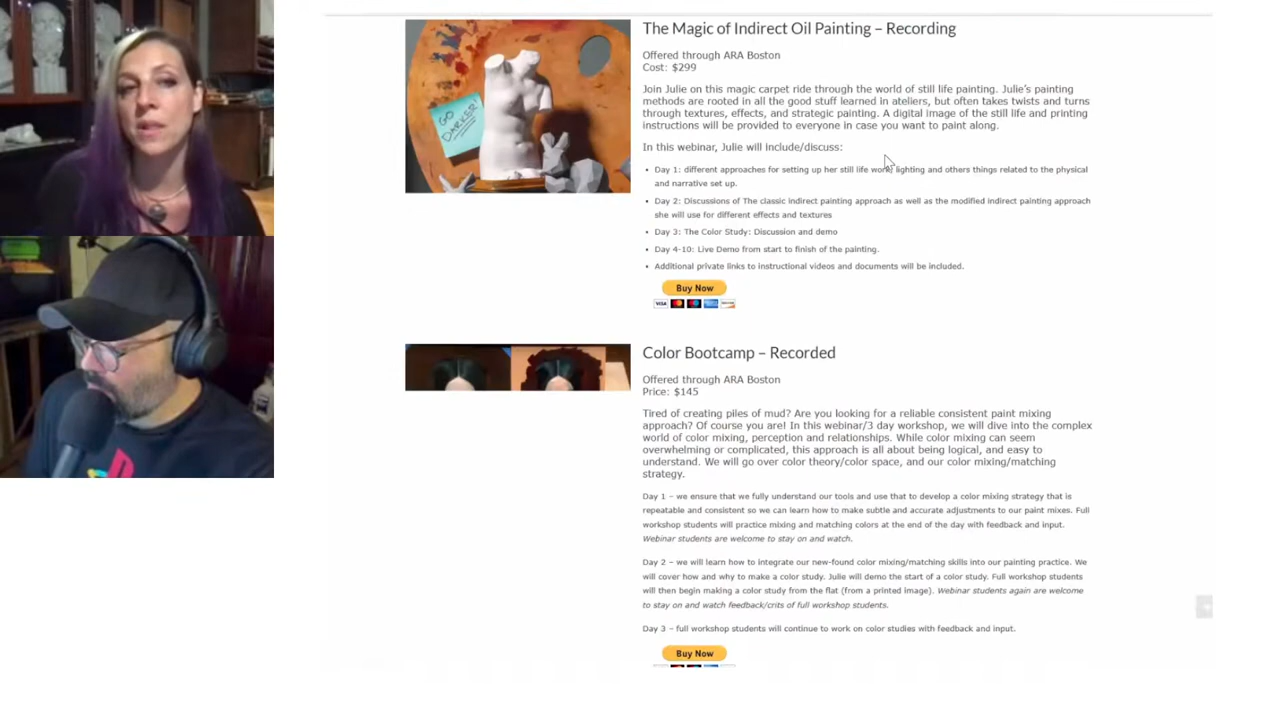 The Magic of Indirect Oil Painting – Recording
Offered through ARA Boston
Cost: $299
Join Julie on this magic carpet ride through the world of still life painting. Julie's painting
methods are rooted in all the good stuff learned in ateliers, but often takes twists and turns
through textures, effects, and strategic painting. A digital image of the still life and printing
instructions will be provided to everyone in case you want to paint along.
In this webinar, Julie will include/discuss:
Day 1: different approaches for setting up her still life work, lighting and others things related to the physical
and narrative set up.
Day 2: Discussions of The classic indirect painting approach as well as the modified indirect painting approach
she will use for different effects and textures
Day 3: The Color Study: Discussion and demo
Day 4-10: Live Demo from start to finish of the painting.
Additional private links to instructional videos and documents will be included.
Buy Now
VISA
GO
DARKER!
Color Bootcamp – Recorded
Offered through ARA Boston
Price: $145
Tired of creating piles of mud? Are you looking for a reliable consistent paint mixing
approach? Of course you are! In this webinar/3 day workshop, we will dive into the complex
world of color mixing, perception and relationships. While color mixing can seem
overwhelming or complicated, this approach is all about being logical, and easy to
understand. We will go over color theory/color space, and our color mixing/matching
strategy.
Day 1 – we ensure that we fully understand our tools and use that to develop a color mixing strategy that is
repeatable and consistent so we can learn how to make subtle and accurate adjustments to our paint mixes. Full
workshop students will practice mixing and matching colors at the end of the day with feedback and input.
Webinar students are welcome to stay on and watch.
Day 2 – we will learn how to integrate our new-found color mixing/matching skills into our painting practice. We
will cover how and why to make a color study. Julie will demo the start of a color study. Full workshop students
will then begin making a color study from the flat (from a printed image). Webinar students again are welcome
to stay on and watch feedback/crits of full workshop students.
Day 3 – full workshop students will continue to work on color studies with feedback and input.
Buy Now